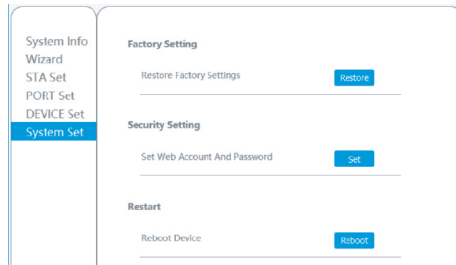 System Info
Wizard
STA Set
PORT Set
DEVICE Set
System Set
Factory Setting
Restore Factory Settings
Restore
Security Setting
Set Web Account And Password
Set
Restart
Reboot Device
Reboot